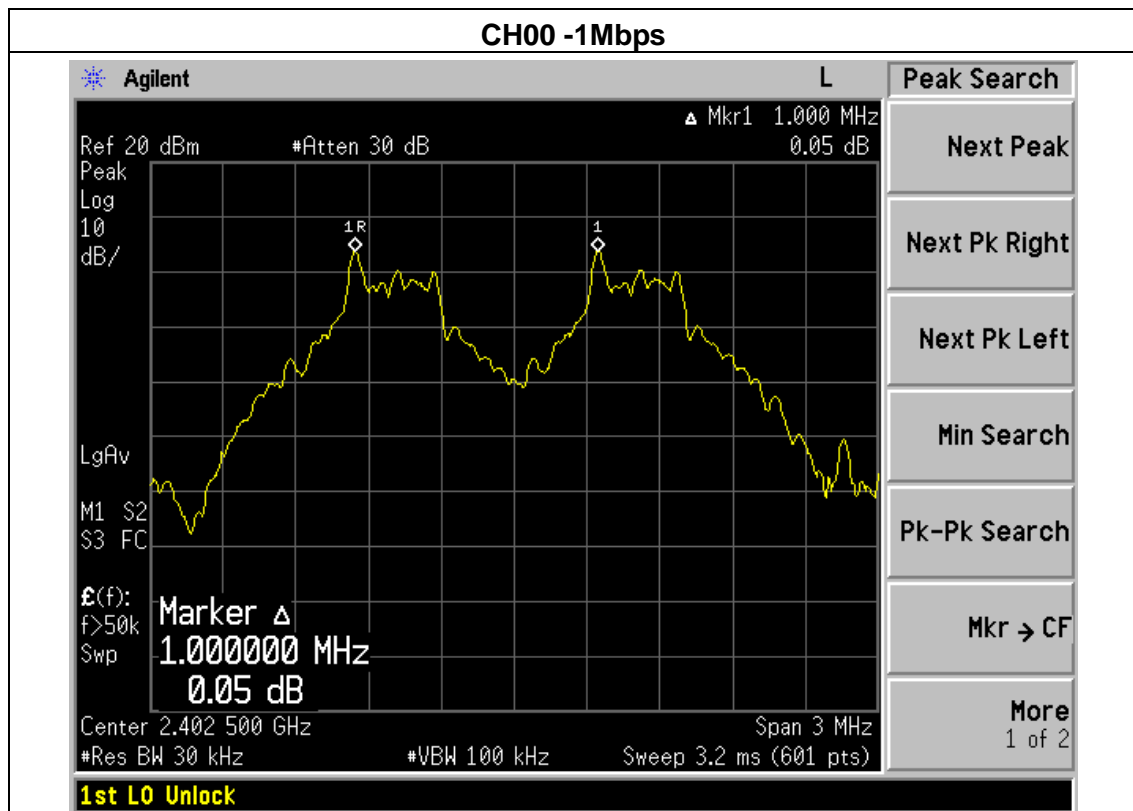 CH00 -1Mbps
Agilent L Peak Search
▵ Mkr1 1.000 MHz
Ref 20 dBm #Atten 30 dB 0.05 dB
Peak
Log
10
dB/
1R
1
LgAv
M1 S2
S3 FC
£(f):
f>50k
Swp
Marker ▵
1.000000 MHz
0.05 dB
Center 2.402 500 GHz Span 3 MHz
#Res BW 30 kHz #VBW 100 kHz Sweep 3.2 ms (601 pts)
1st LO Unlock
Next Peak
Next Pk Right
Next Pk Left
Min Search
Pk-Pk Search
Mkr → CF
More
1 of 2